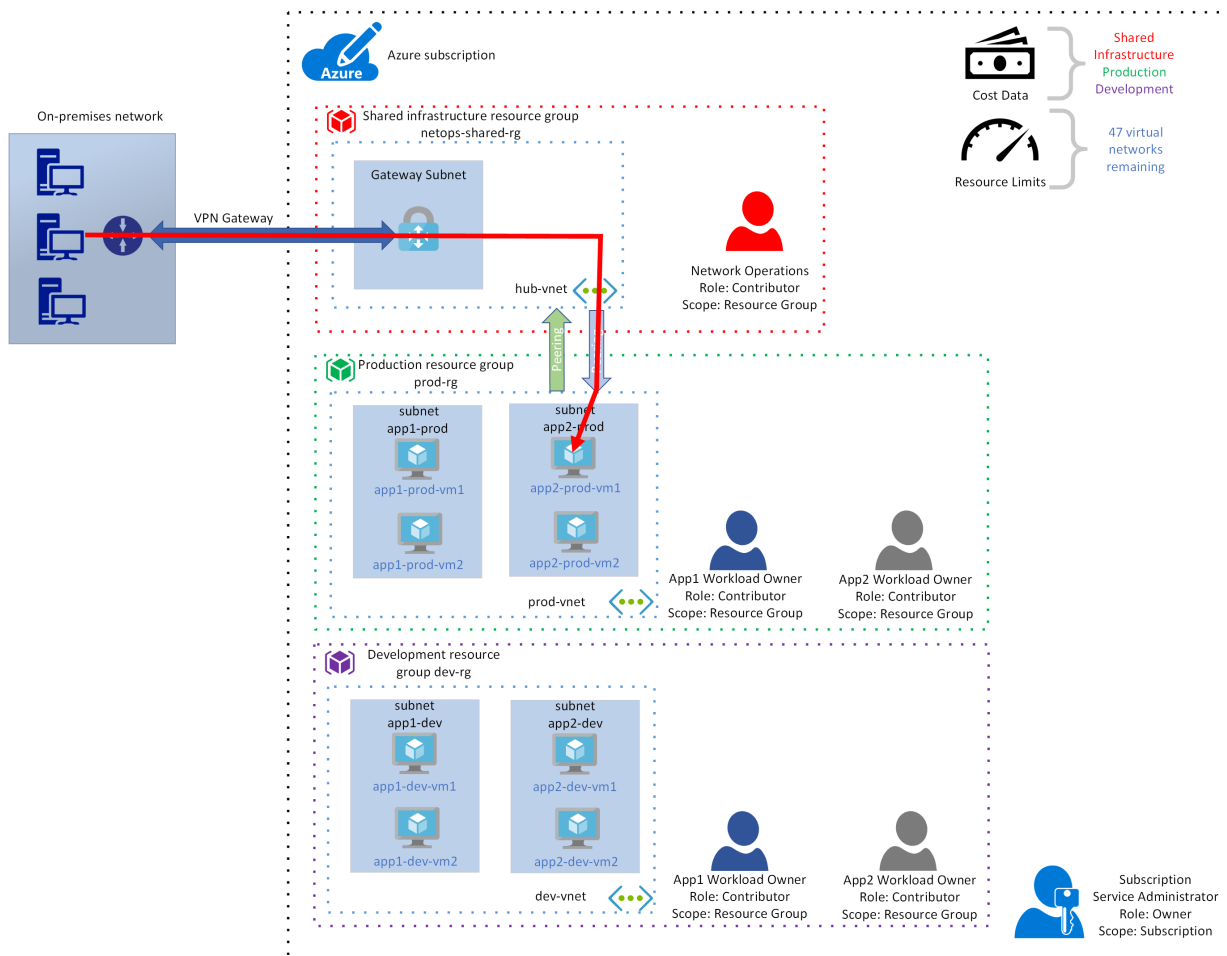 Azure
Azure subscription
Cost Data
Shared
Infrastructure
Production
Development
Resource Limits
47 virtual
networks
remaining
On-premises network
VPN Gateway
Shared infrastructure resource group
netops-shared-rg
Gateway Subnet
hub-vnet
Network Operations
Role: Contributor
Scope: Resource Group
Peering
Production resource group
prod-rg
subnet
app1-prod
app1-prod-vm1
app1-prod-vm2
subnet
app2-prod
app2-prod-vm1
app2-prod-vm2
prod-vnet
App1 Workload Owner
Role: Contributor
Scope: Resource Group
App2 Workload Owner
Role: Contributor
Scope: Resource Group
Development resource
group dev-rg
subnet
app1-dev
app1-dev-vm1
app1-dev-vm2
subnet
app2-dev
app2-dev-vm1
app2-dev-vm2
dev-vnet
App1 Workload Owner
Role: Contributor
Scope: Resource Group
App2 Workload Owner
Role: Contributor
Scope: Resource Group
Subscription
Service Administrator
Role: Owner
Scope: Subscription